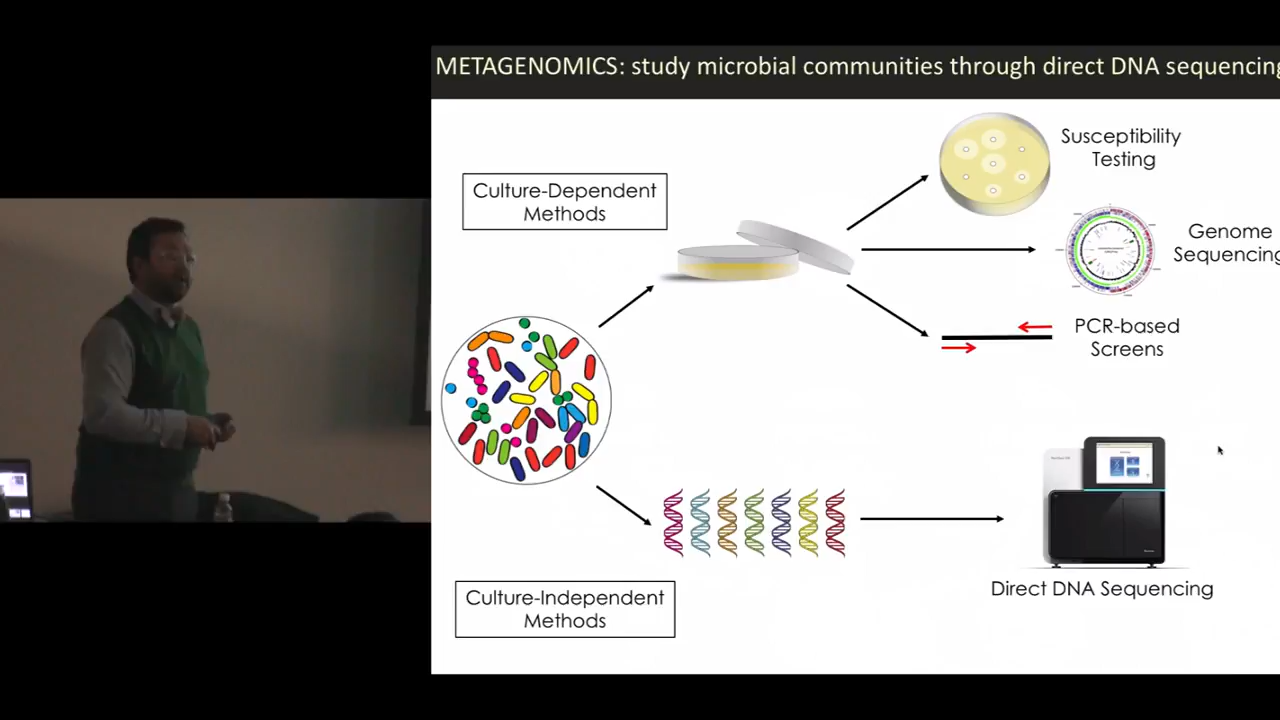 METAGENOMICS: study microbial communities through direct DNA sequencing
Culture-Dependent
Methods
Susceptibility
Testing
Genome
Sequencing
PCR-based
Screens
Culture-Independent
Methods
Direct DNA Sequencing